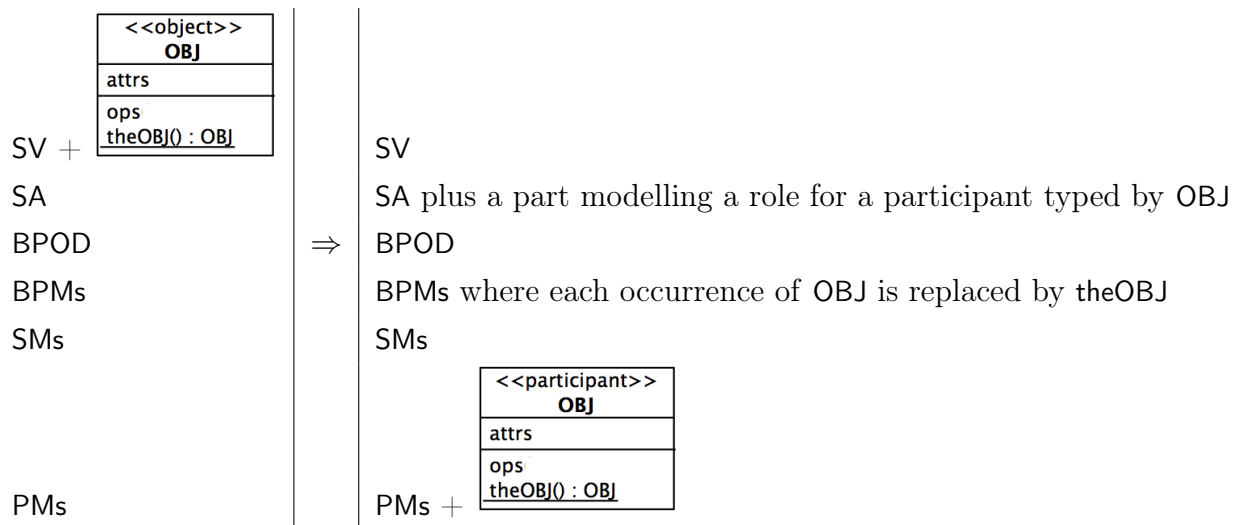 <<object>>
OBJ
attrs
ops
theOBJ() : OBJ
SV + SV
SA SA plus a part modelling a role for a participant typed by OBJ
BPOD ⇒ BPOD
BPMs BPMs where each occurrence of OBJ is replaced by theOBJ
SMs SMs
<<participant>>
OBJ
attrs
ops
theOBJ() : OBJ
PMs PMs +